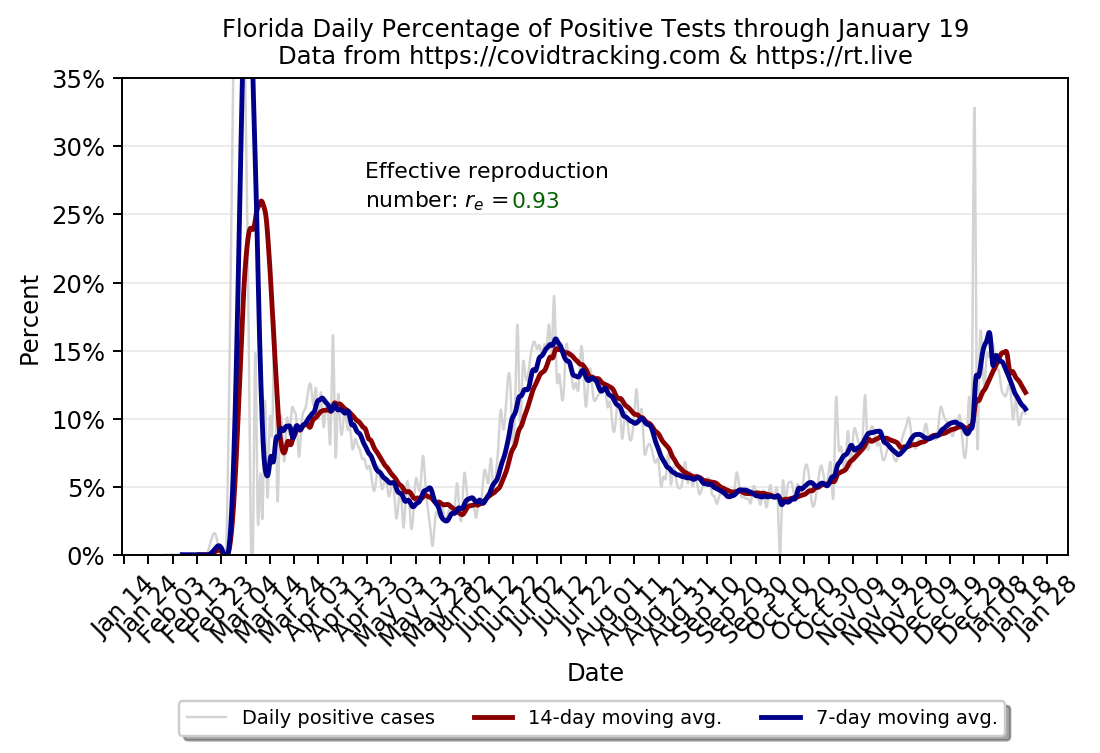 Florida Daily Percentage of Positive Tests through January 19
Data from https://covidtracking.com & https://rt.live
35%
30%
25%
20%
15%
10%
5%
0%
Percent
Effective reproduction
number: rₑ = 0.93
Jan 14
Jan 24
Feb 03
Feb 13
Feb 23
Mar 04
Mar 14
Mar 24
Apr 03
Apr 13
Apr 23
May 03
May 13
May 23
Jun 02
Jun 12
Jun 22
Jul 02
Jul 12
Jul 22
Aug 01
Aug 11
Aug 21
Aug 31
Sep 10
Sep 20
Sep 30
Oct 10
Oct 20
Oct 30
Nov 09
Nov 19
Nov 29
Dec 09
Dec 19
Dec 29
Jan 08
Jan 18
Jan 28
Date
Daily positive cases
14-day moving avg.
7-day moving avg.